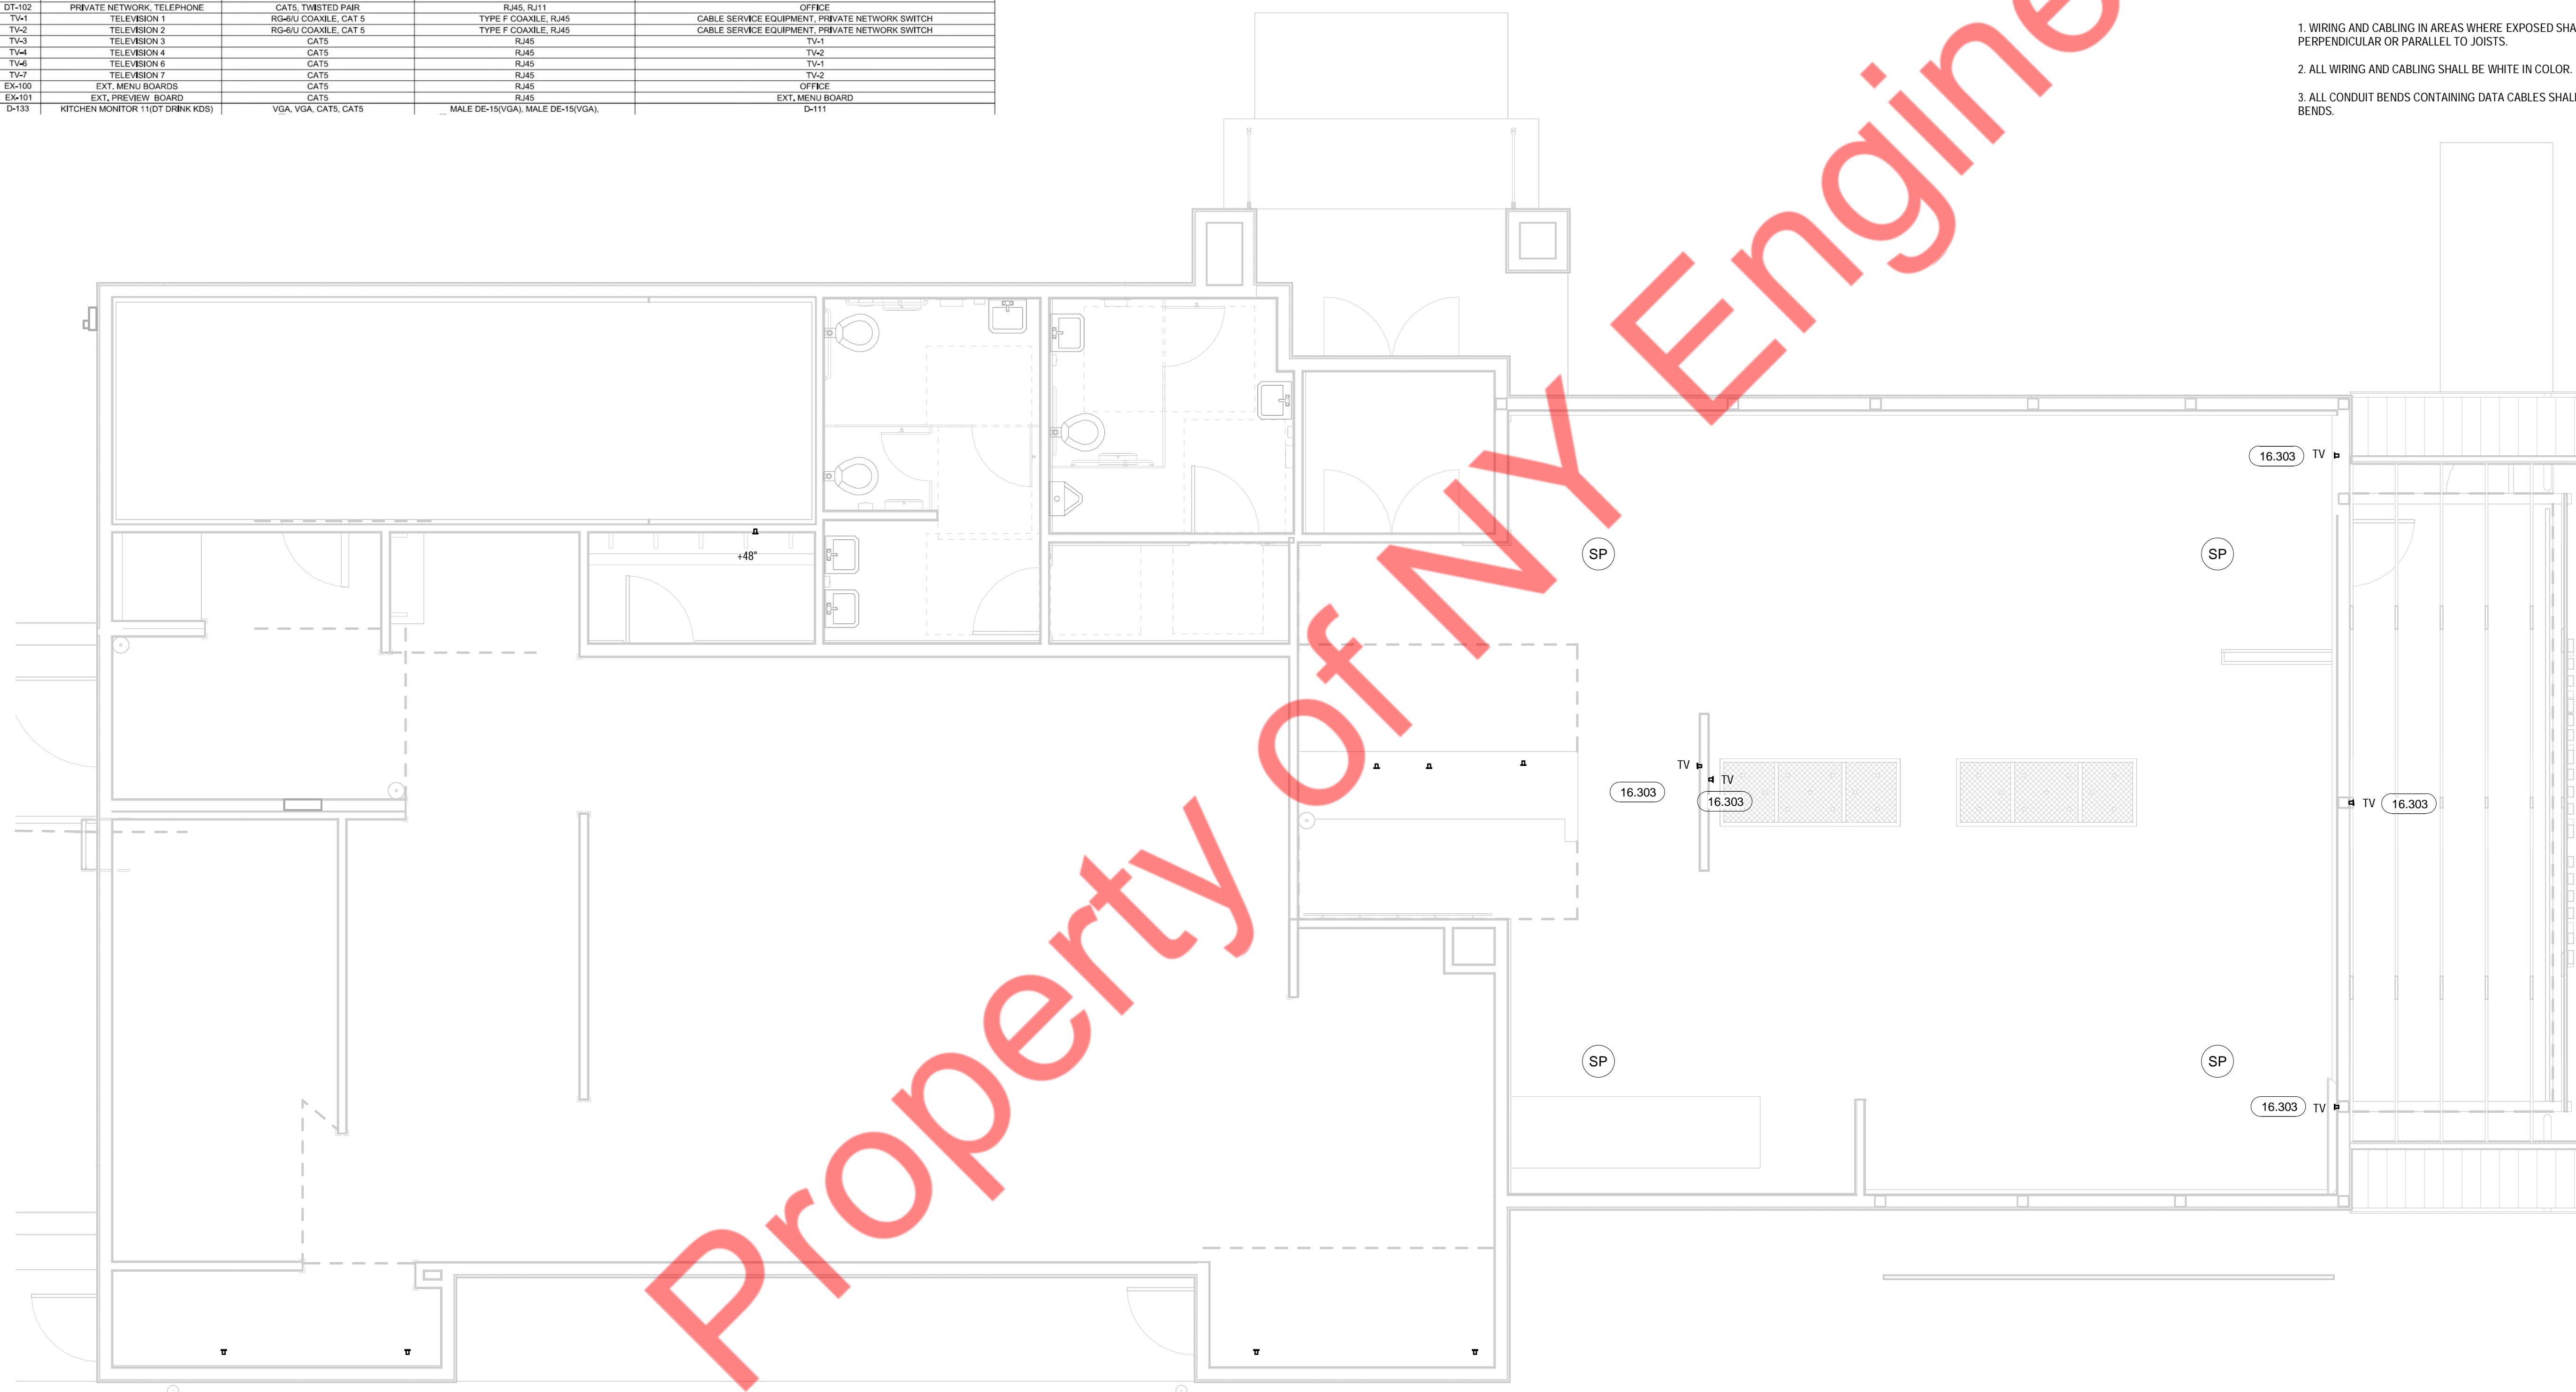 DT-102 PRIVATE NETWORK, TELEPHONE CAT5, TWISTED PAIR RJ45, RJ11 OFFICE
TV-1 TELEVISION 1 RG-6/U COAXILE, CAT 5 TYPE F COAXILE, RJ45 CABLE SERVICE EQUIPMENT, PRIVATE NETWORK SWITCH
TV-2 TELEVISION 2 RG-6/U COAXILE, CAT 5 TYPE F COAXILE, RJ45 CABLE SERVICE EQUIPMENT, PRIVATE NETWORK SWITCH
TV-3 TELEVISION 3 CAT5 RJ45 TV-1
TV-4 TELEVISION 4 CAT5 RJ45 TV-2
TV-6 TELEVISION 6 CAT5 RJ45 TV-1
TV-7 TELEVISION 7 CAT5 RJ45 TV-2
EX-100 EXT. MENU BOARDS CAT5 RJ45 OFFICE
EX-101 EXT. PREVIEW BOARD CAT5 RJ45 EXT. MENU BOARD
D-133 KITCHEN MONITOR 11(DT DRINK KDS) VGA, VGA, CAT5, CAT5 MALE DE-15(VGA), MALE DE-15(VGA), D-111
1. WIRING AND CABLING IN AREAS WHERE EXPOSED SHA
PERPENDICULAR OR PARALLEL TO JOISTS.
2. ALL WIRING AND CABLING SHALL BE WHITE IN COLOR.
3. ALL CONDUIT BENDS CONTAINING DATA CABLES SHALL
BENDS.
16.303 TV
+48"
SP
SP
TV
TV
16.303
16.303
TV 16.303
SP
SP
16.303 TV
Property of NY Engine